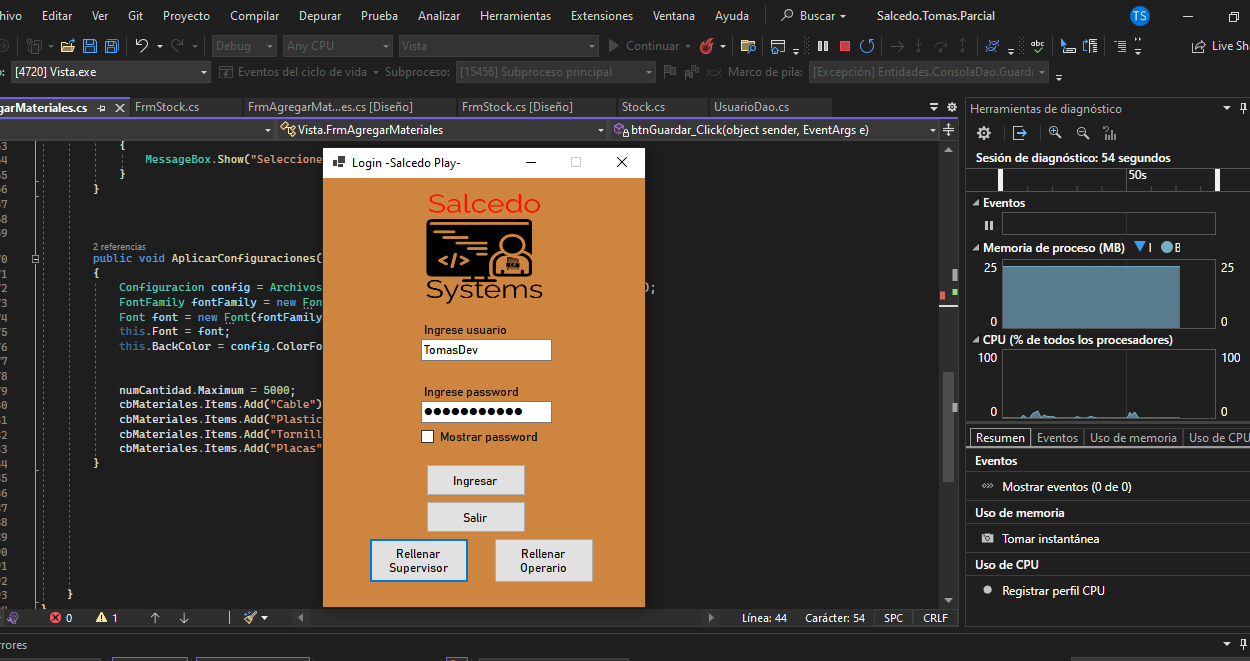 hivo Editar Ver Git Proyecto Compilar Depurar Prueba Analizar Herramientas Extensiones Ventana Ayuda Buscar Salcedo.Tomas.Parcial TS
Debug Any CPU Vista Continuar Live Sh
o: [4720] Vista.exe Eventos del ciclo de vida Subproceso: [15456] Subproceso principal Marco de pila: [Excepción] Entidades.ConsolaDao.Guarda
garMateriales.cs FrmStock.cs FrmAgregarMat...es.cs [Diseño] FrmStock.cs [Diseño] Stock.cs UsuarioDao.cs
Vista.FrmAgregarMateriales btnGuardar_Click(object sender, EventArgs e)
{
MessageBox.Show("Seleccione
}
}
2 referencias
public void AplicarConfiguraciones(
{
Configuracion config = Archivos );
FontFamily fontFamily = new Fon
Font font = new Font(fontFamily
this.Font = font;
this.BackColor = config.ColorFo
numCantidad.Maximum = 5000;
cbMateriales.Items.Add("Cable")
cbMateriales.Items.Add("Plastic
cbMateriales.Items.Add("Tornill
cbMateriales.Items.Add("Placas"
}
}
}
Login -Salcedo Play-
Salcedo
</>
Systems
Ingrese usuario
TomasDev
Ingrese password
●●●●●●●●●●●
Mostrar password
Ingresar
Salir
Rellenar
Supervisor
Rellenar
Operario
0 1 Línea: 44 Carácter: 54 SPC CRLF
rrores
Herramientas de diagnóstico
Sesión de diagnóstico: 54 segundos
50s
Eventos
Memoria de proceso (MB) I B
25 25
0 0
CPU (% de todos los procesadores)
100 100
0 0
Resumen Eventos Uso de memoria Uso de CPU
Eventos
Mostrar eventos (0 de 0)
Uso de memoria
Tomar instantánea
Uso de CPU
Registrar perfil CPU